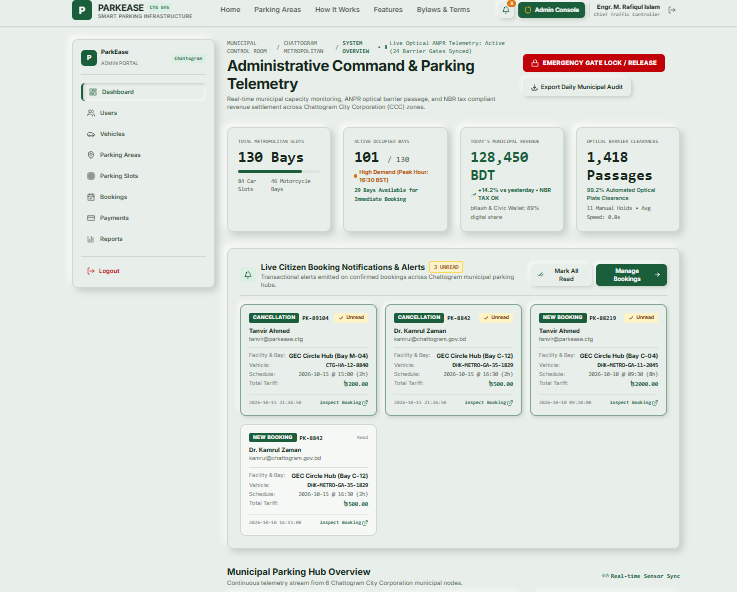 P
PARKEASE CTG SYS
SMART PARKING INFRASTRUCTURE
Home Parking Areas How It Works Features Bylaws & Terms
Admin Console
Engr. M. Rafiqul Islam
Chief Traffic Controller
P
ParkEase
ADMIN PORTAL
Chattogram
Dashboard
Users
Vehicles
Parking Areas
Parking Slots
Bookings
Payments
Reports
Logout
MUNICIPAL CONTROL ROOM / CHATTOGRAM METROPOLITAN / SYSTEM OVERVIEW • Live Optical ANPR Telemetry: Active (24 Barrier Gates Synced)
Administrative Command & Parking
Telemetry
Real-time municipal capacity monitoring, ANPR optical barrier passage, and NBR tax compliant
revenue settlement across Chattogram City Corporation (CCC) zones.
EMERGENCY GATE LOCK / RELEASE
Export Daily Municipal Audit
TOTAL METROPOLITAN SLOTS
130 Bays
84 Car Slots
46 Motorcycle Bays
ACTIVE OCCUPIED BAYS
101 / 130
High Demand (Peak Hour:
16:30 BST)
29 Bays Available for
Immediate Booking
TODAY'S MUNICIPAL REVENUE
128,450
BDT
+14.2% vs yesterday • NBR
TAX OK
bKash & Civic Wallet: 89%
digital share
OPTICAL BARRIER CLEARANCES
1,418
Passages
99.2% Automated Optical
Plate Clearance
11 Manual Holds • Avg
Speed: 0.8s
Live Citizen Booking Notifications & Alerts 3 UNREAD
Transactional alerts emitted on confirmed bookings across Chattogram municipal parking
hubs.
Mark All
Read
Manage
Bookings
CANCELLATION PK-89104 Unread
Tanvir Ahmed
tanvir@parkease.ctg
Facility & Bay: GEC Circle Hub (Bay M-04)
Vehicle: CTG-HA-12-8840
Schedule: 2026-10-15 @ 15:00 (2h)
Total Tariff: ৳200.00
2026-10-15 21:36:50 Inspect Booking
CANCELLATION PK-8842 Unread
Dr. Kamrul Zaman
kamrul@chattogram.gov.bd
Facility & Bay: GEC Circle Hub (Bay C-12)
Vehicle: DHK-METRO-GA-35-1829
Schedule: 2026-10-15 @ 16:30 (2h)
Total Tariff: ৳500.00
2026-10-15 21:36:50 Inspect Booking
NEW BOOKING PK-88219 Unread
Tanvir Ahmed
tanvir@parkease.ctg
Facility & Bay: GEC Circle Hub (Bay C-04)
Vehicle: DHK-METRO-GA-11-2045
Schedule: 2026-10-10 @ 09:30 (8h)
Total Tariff: ৳2000.00
2026-10-10 09:20:00 Inspect Booking
NEW BOOKING PK-8842 Read
Dr. Kamrul Zaman
kamrul@chattogram.gov.bd
Facility & Bay: GEC Circle Hub (Bay C-12)
Vehicle: DHK-METRO-GA-35-1829
Schedule: 2026-10-15 @ 16:30 (2h)
Total Tariff: ৳500.00
2026-10-10 16:15:00 Inspect Booking
Municipal Parking Hub Overview
Continuous telemetry stream from 6 Chattogram City Corporation municipal nodes.
Real-time Sensor Sync